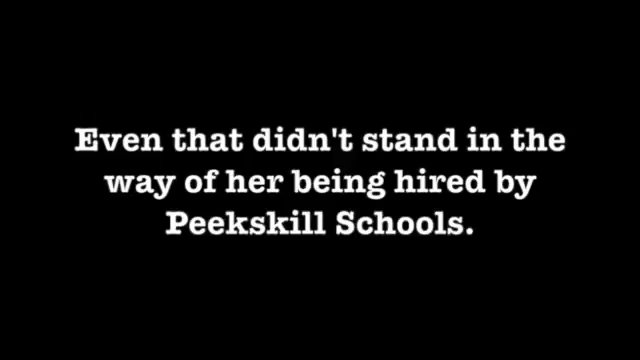 Even that didn't stand in the
way of her being hired by
Peekskill Schools.